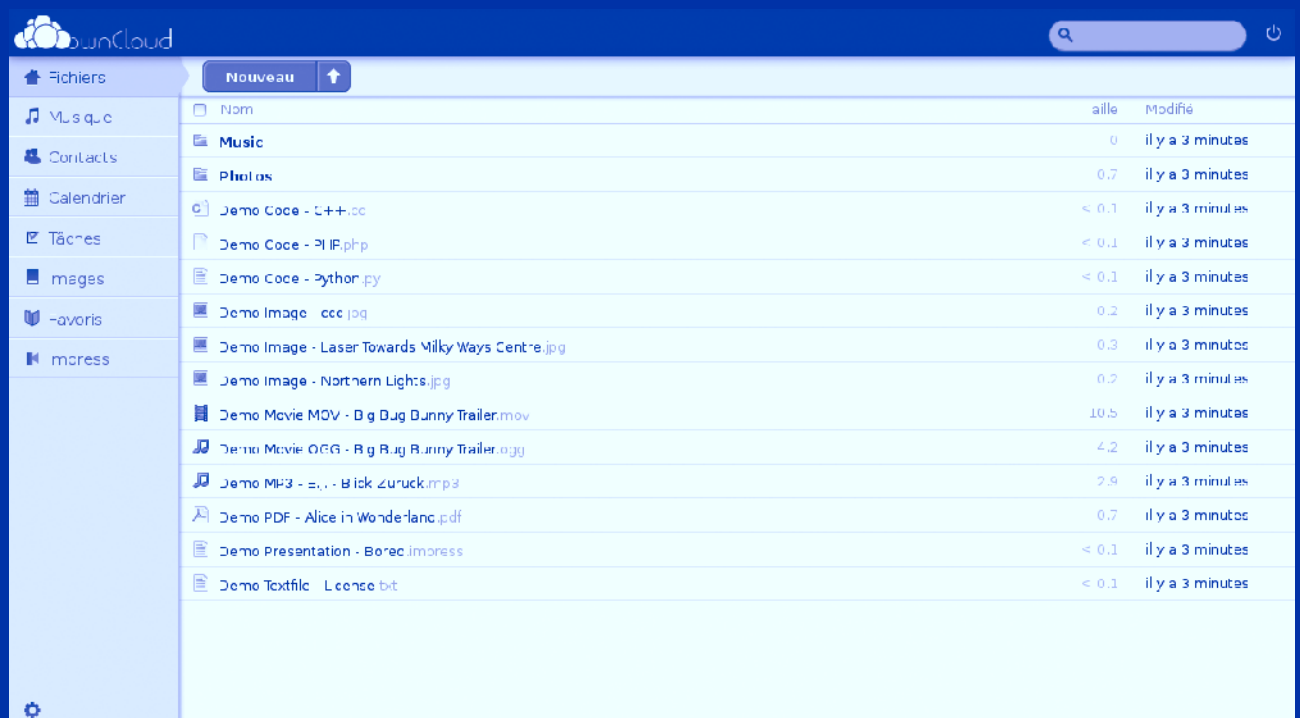 ownCloud
Fichiers
Nouveau
Musique
Nom
aille
Modifié
Music
0
il y a 3 minutes
Contacts
Photos
0.7
il y a 3 minutes
Calendrier
Demo Code - C++.cc
< 0.1
il y a 3 minutes
Tâches
Demo Code - PHP.php
< 0.1
il y a 3 minutes
mages
Demo Code - Python.py
< 0.1
il y a 3 minutes
Favoris
Demo Image - ccc.jpg
0.2
il y a 3 minutes
mpress
Demo Image - Laser Towards Milky Ways Centre.jpg
0.3
il y a 3 minutes
Demo Image - Northern Lights.jpg
0.2
il y a 3 minutes
Demo Movie MOV - Big Bug Bunny Trailer.mov
10.5
il y a 3 minutes
Demo Movie OGG - Big Bug Bunny Trailer.ogg
4.2
il y a 3 minutes
Demo MP3 - - Blick Zurück.mp3
2.9
il y a 3 minutes
Demo PDF - Alice in Wonderland.pdf
0.7
il y a 3 minutes
Demo Presentation - Bored.impress
< 0.1
il y a 3 minutes
Demo Textfile - License.txt
< 0.1
il y a 3 minutes